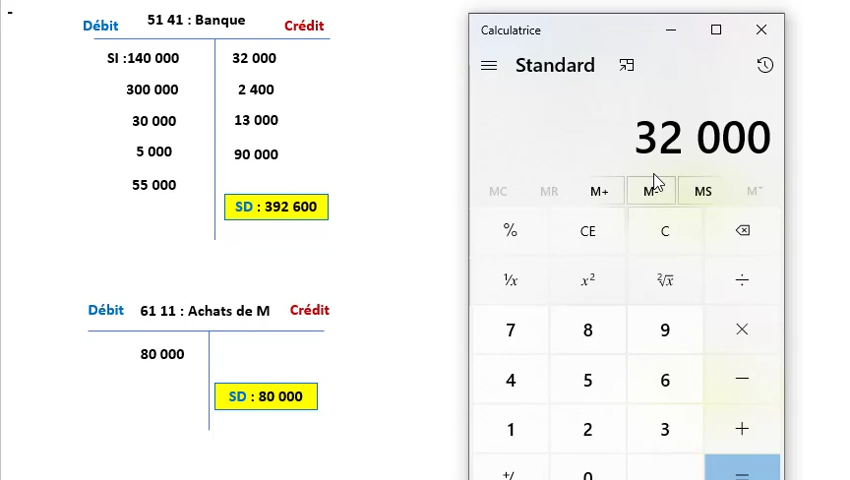 -
51 41 : Banque
Débit
Crédit
SI :140 000
32 000
300 000
2 400
30 000
13 000
5 000
90 000
55 000
SD : 392 600
Débit
61 11 : Achats de M
Crédit
80 000
SD : 80 000
Calculatrice
Standard
32 000
MC MR M+ M- MS M˅
% CE C
¹/x x² ²√x ÷
7 8 9 ×
4 5 6 −
1 2 3 +
+/ 0 =